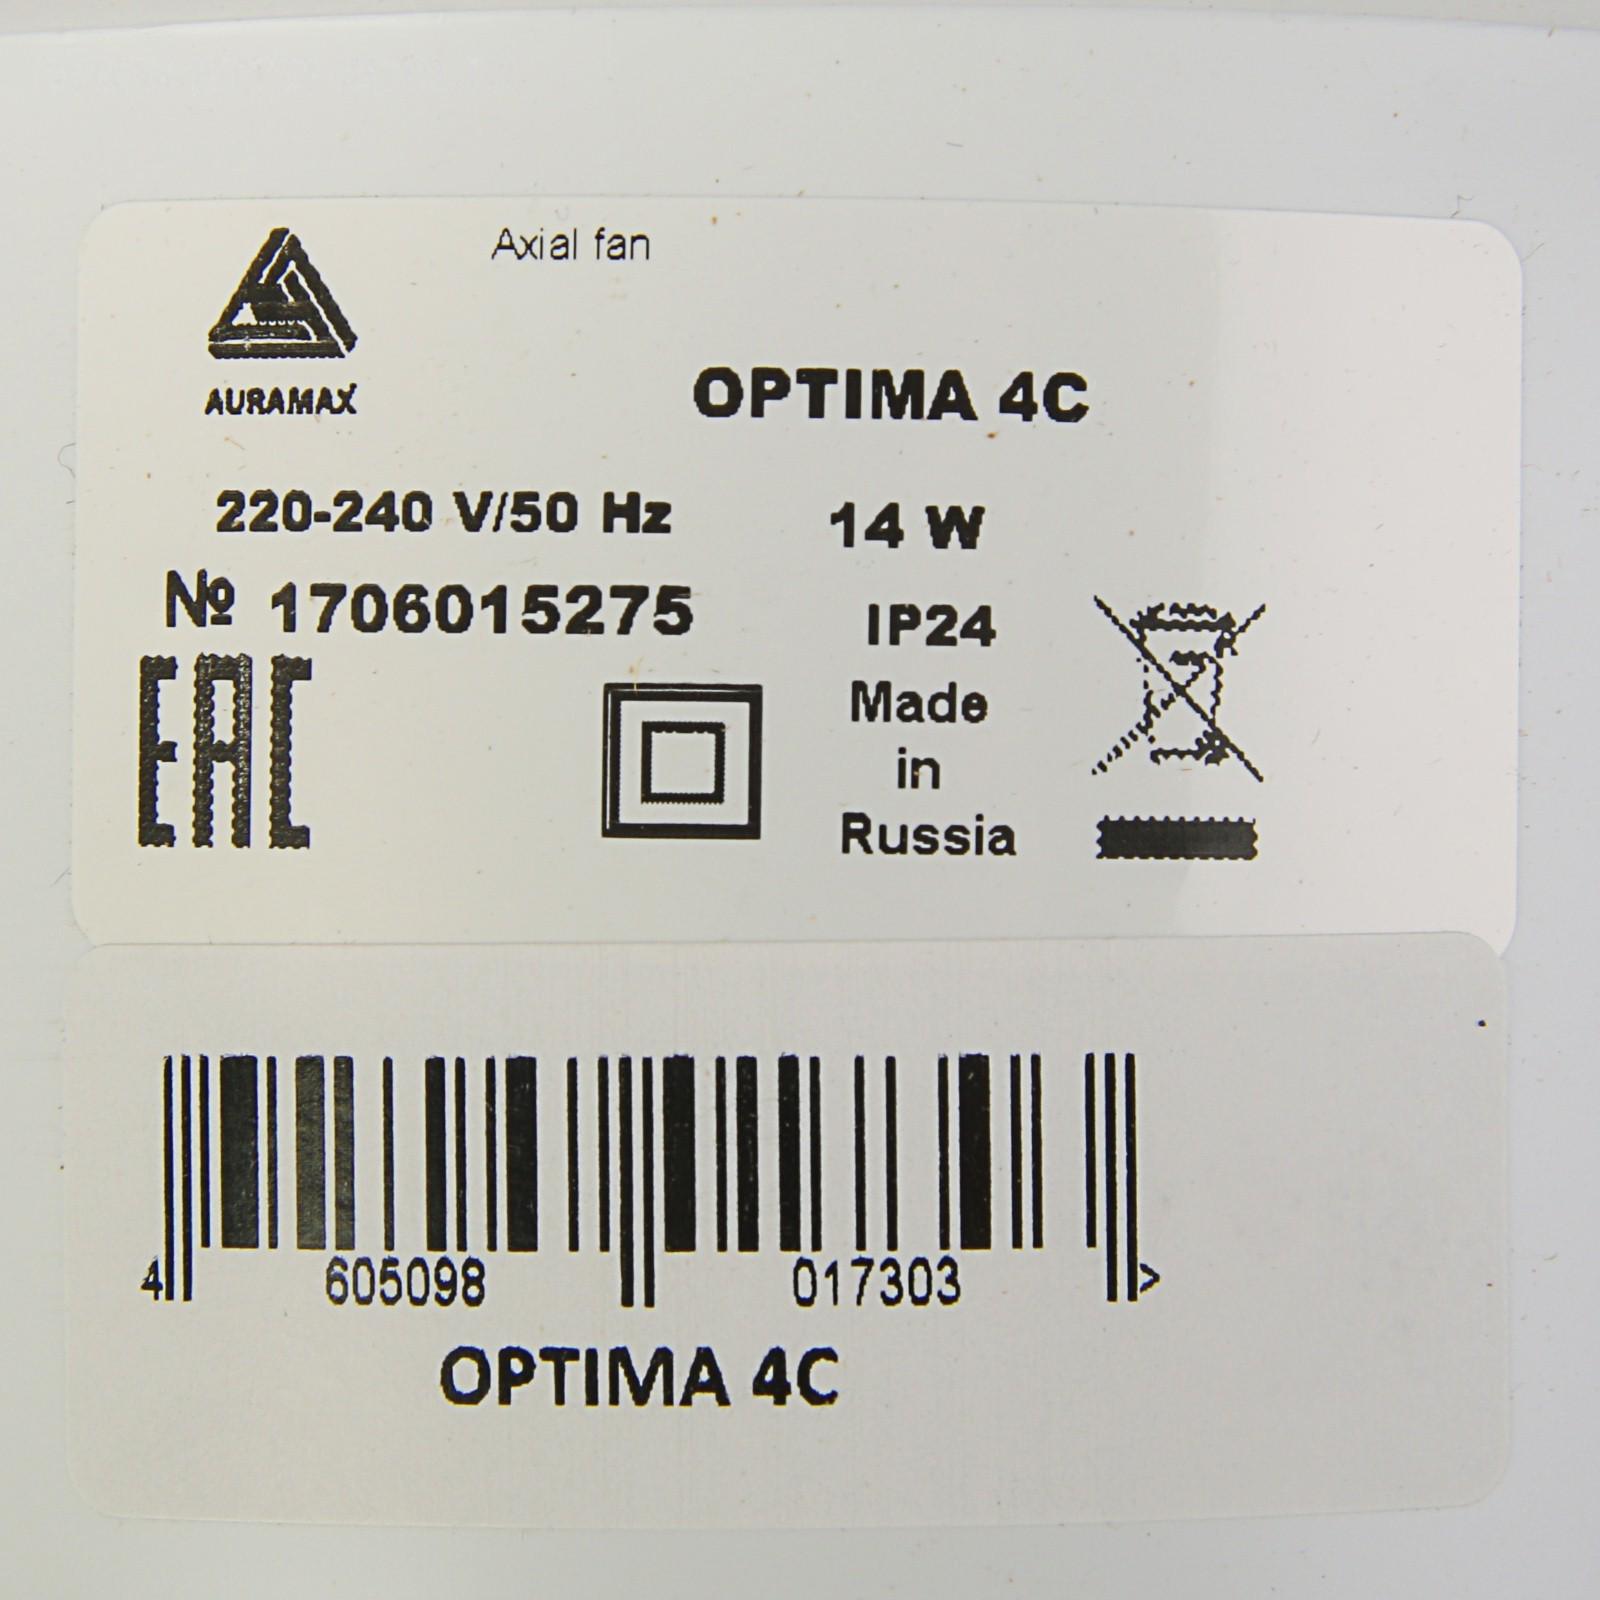 Axial fan
AURAMAX
OPTIMA 4C
220-240 V/50 Hz
14 W
№ 1706015275
IP24
EAC
Made
in
Russia
4 605098 017303 >
OPTIMA 4C